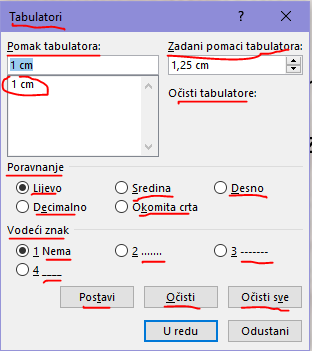 Tabulatori
Pomak tabulatora: Zadani pomaci tabulatora:
1 cm 1,25 cm
1 cm
Očisti tabulatore:
Poravnanje
Lijevo Sredina Desno
Decimalno Okomita crta
Vodeći znak
1 Nema 2 ....... 3 -------
4 ____
Postavi Očisti Očisti sve
U redu Odustani